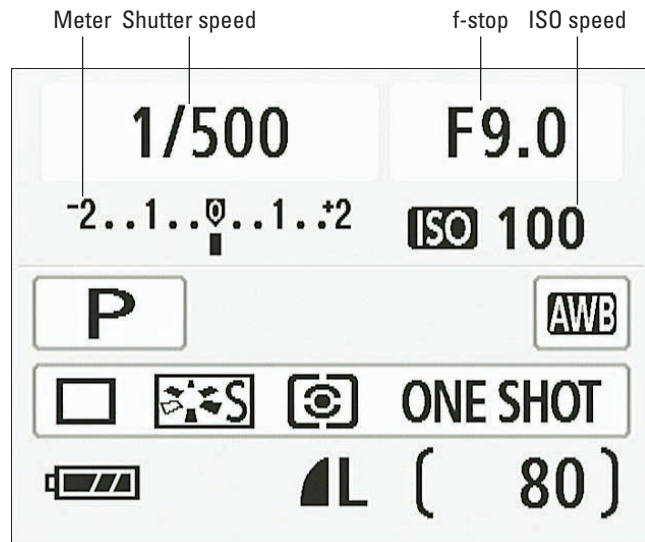 Meter Shutter speed f-stop ISO speed
1/500 F9.0
-2..1..0..1..+2 ISO 100
P AWB
S ONE SHOT
L ( 80 )